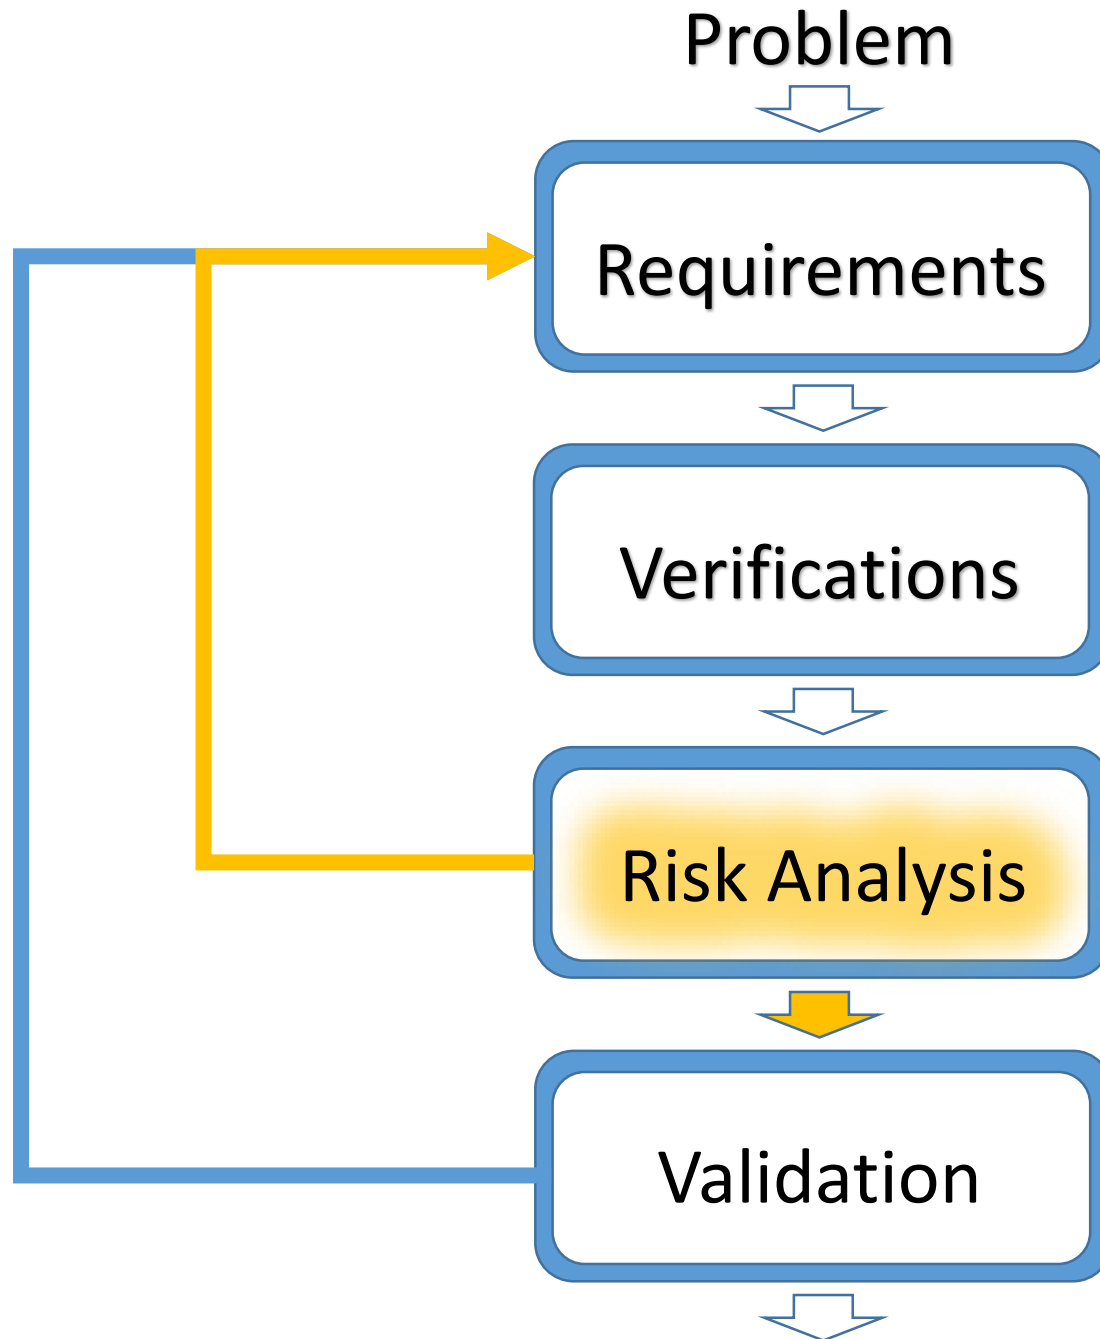 Problem
Requirements
Verifications
Risk Analysis
Validation